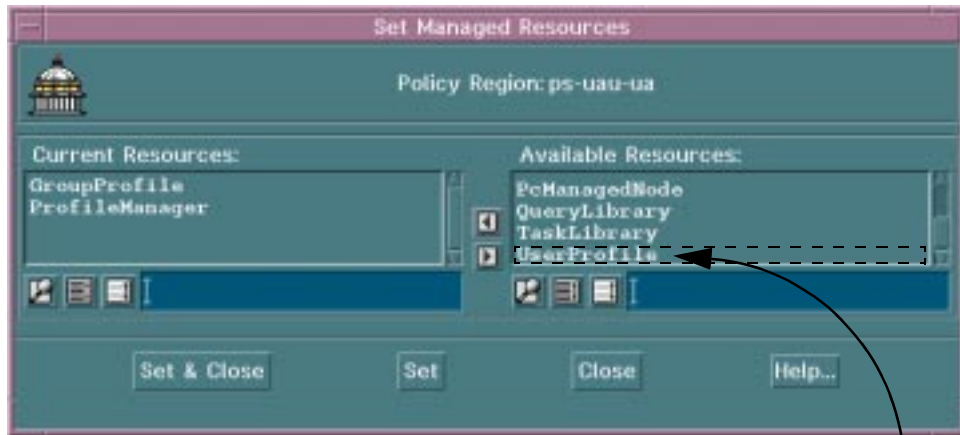 Set Managed Resources
Policy Region: ps-uau-ua
Current Resources:
GroupProfile
ProfileManager
Available Resources:
PcManagedNode
QueryLibrary
TaskLibrary
UserProfile
Set & Close
Set
Close
Help...